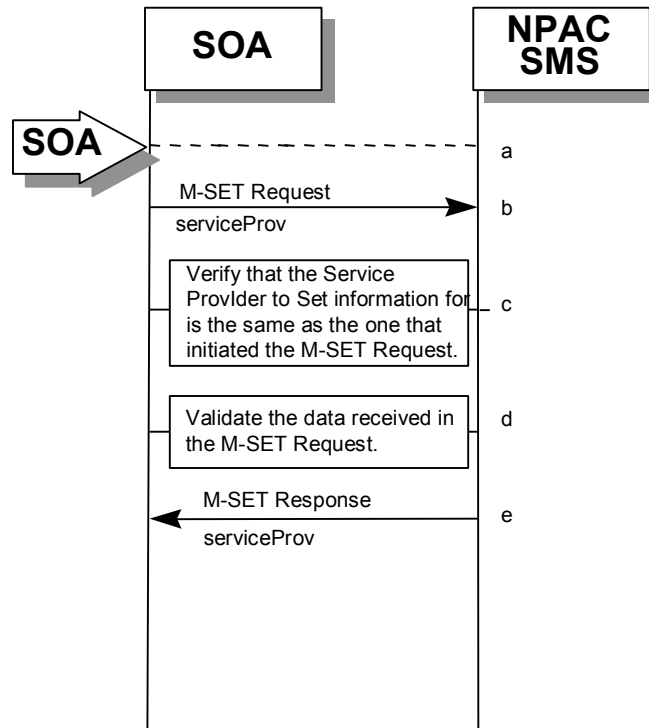 SOA
NPAC
SMS
SOA
a
M-SET Request
b
serviceProv
Verify that the Service
ProvIder to Set information for
is the same as the one that
initiated the M-SET Request.
c
Validate the data received in
the M-SET Request.
d
M-SET Response
e
serviceProv